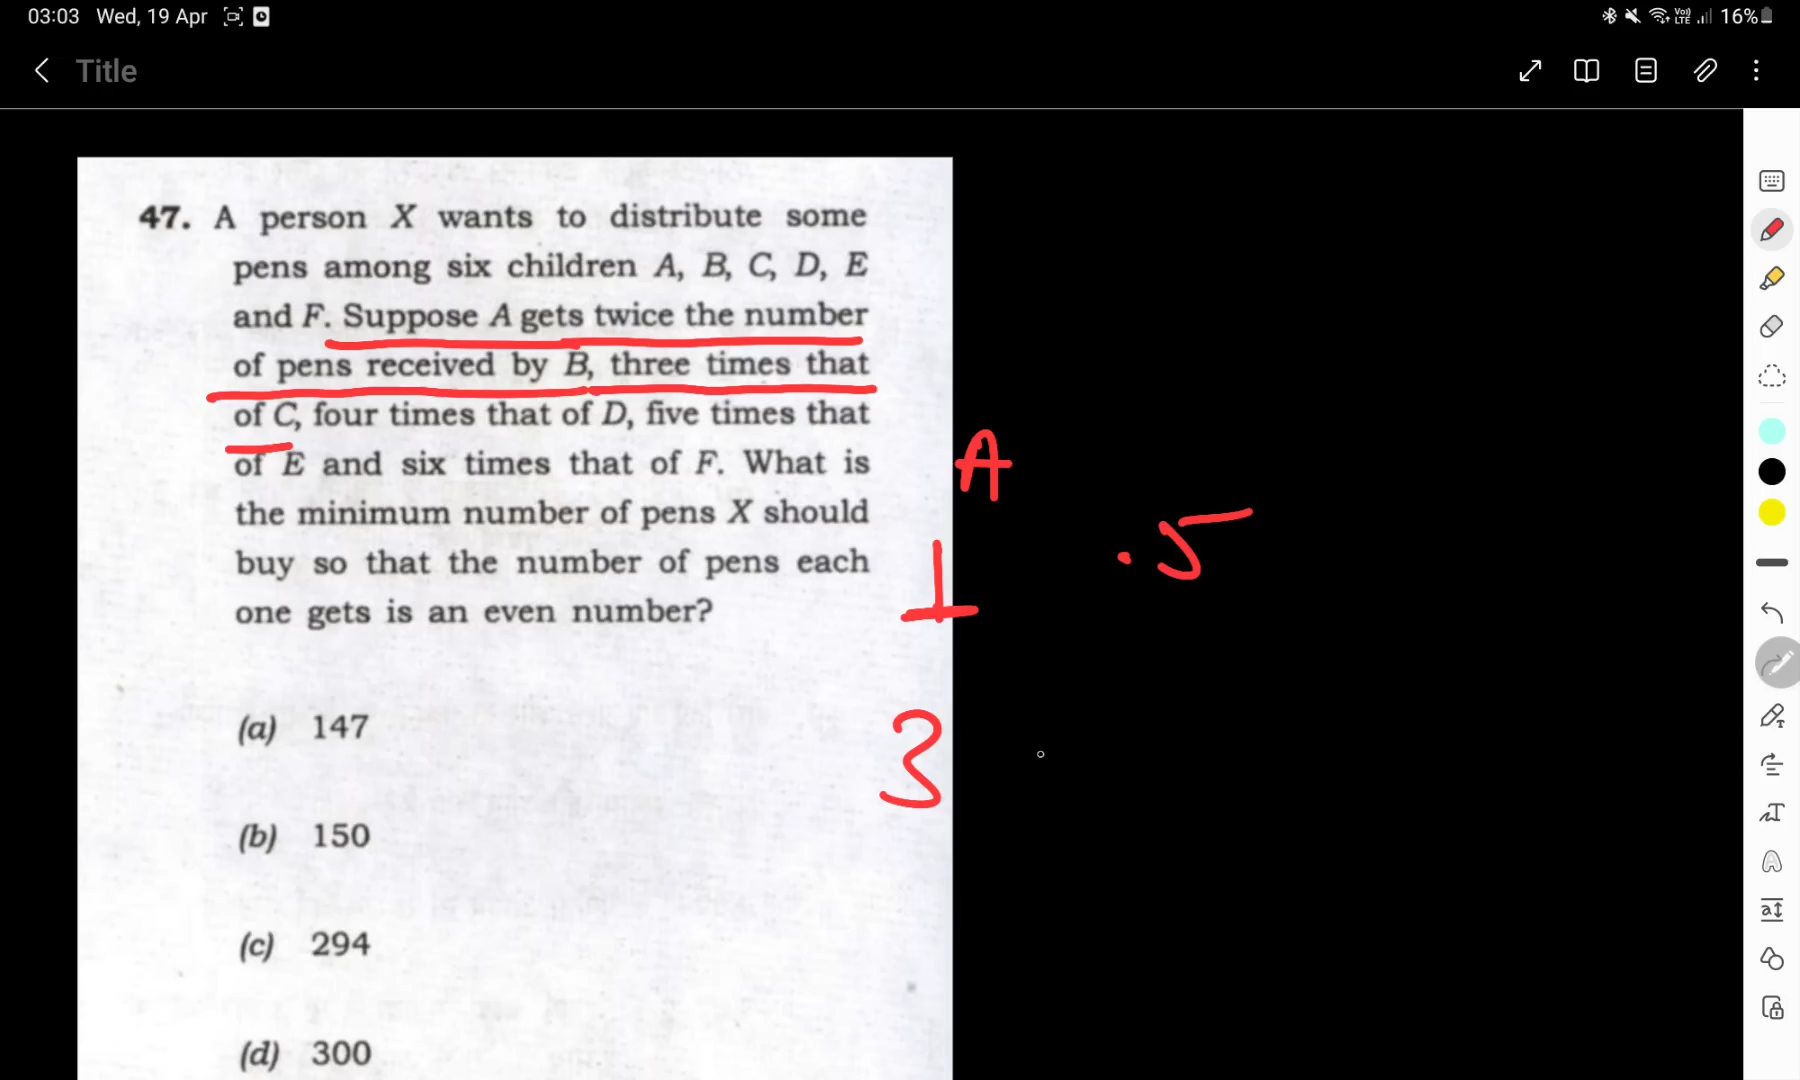 03:03 Wed, 19 Apr
Vo)) LTE 16%
Title
47. A person X wants to distribute some
pens among six children A, B, C, D, E
and F. Suppose A gets twice the number
of pens received by B, three times that
of C, four times that of D, five times that
of E and six times that of F. What is
the minimum number of pens X should
buy so that the number of pens each
one gets is an even number?
A
.5
1
3
(a) 147
(b) 150
(c) 294
(d) 300